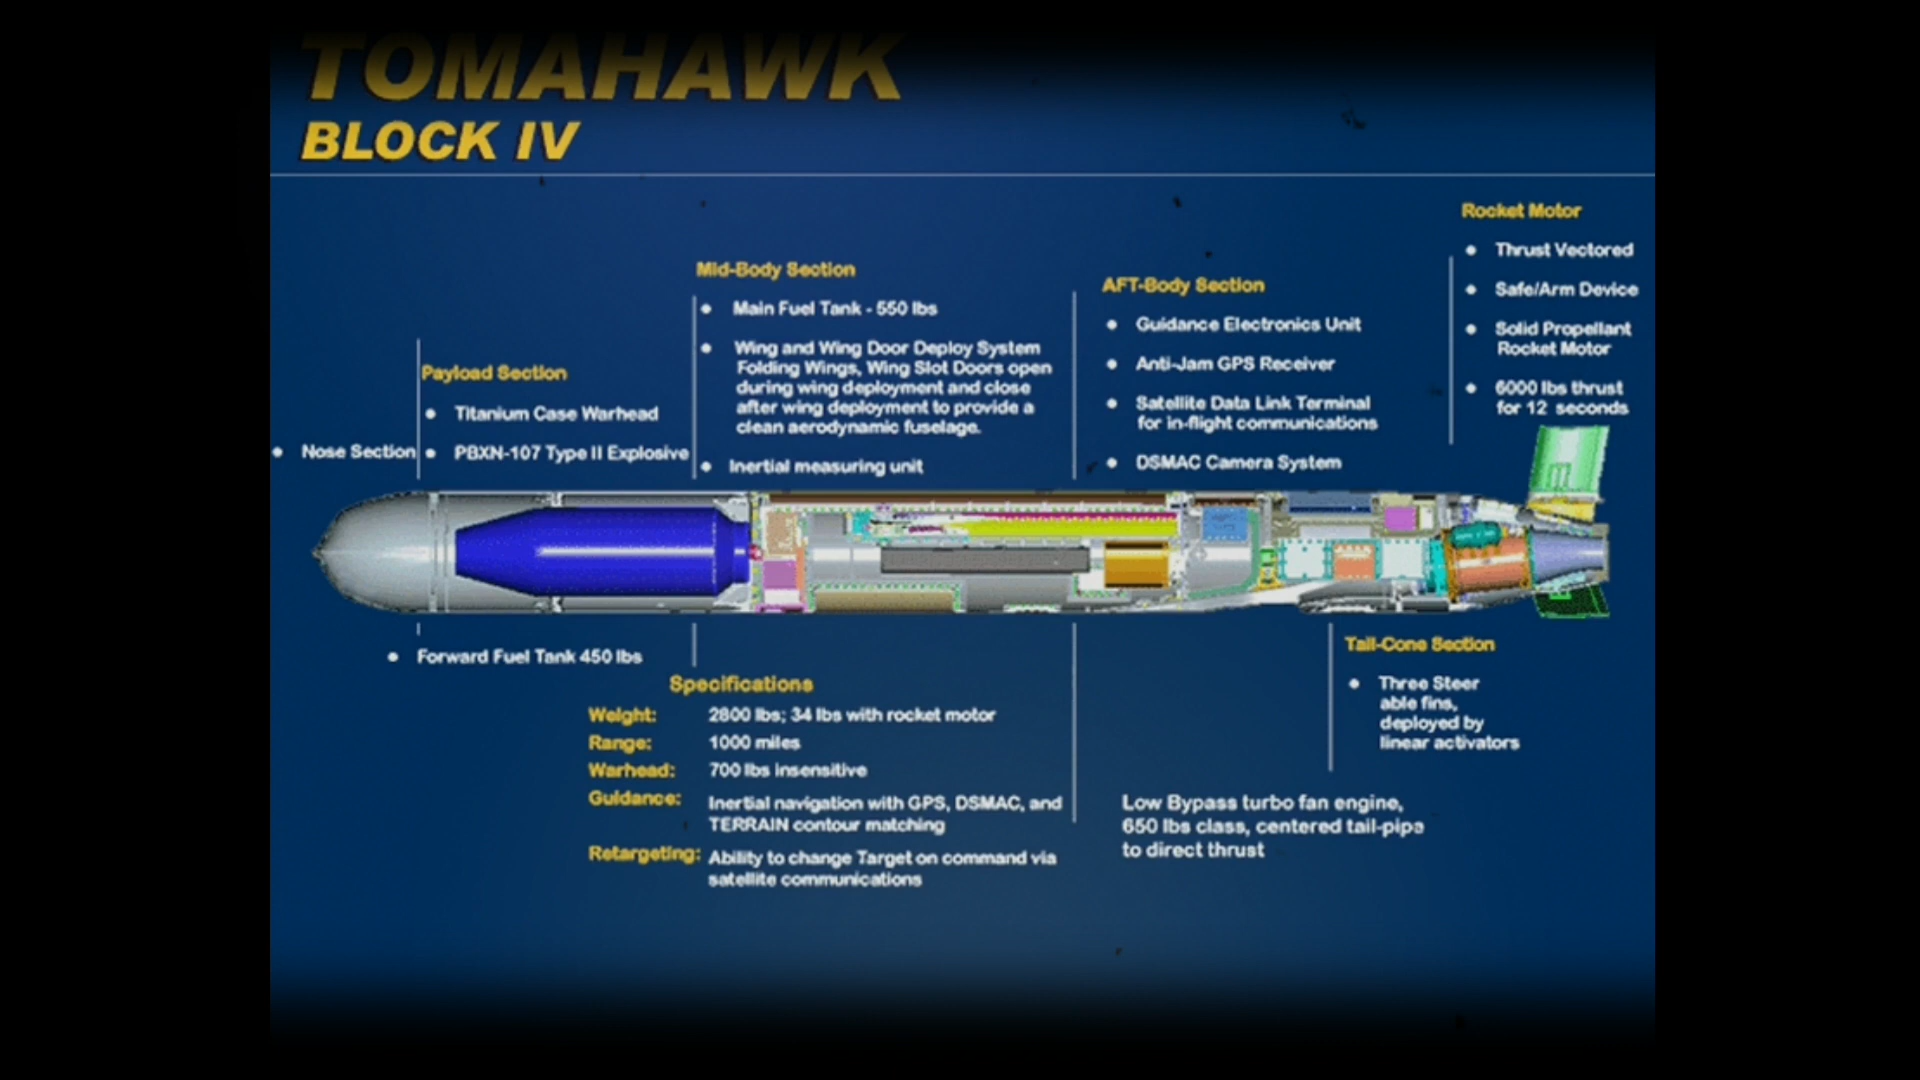 TOMAHAWK
BLOCK IV
Nose Section
Payload Section
Titanium Case Warhead
PBXN-107 Type II Explosive
Mid-Body Section
Main Fuel Tank - 550 lbs
Wing and Wing Door Deploy System
Folding Wings, Wing Slot Doors open
during wing deployment and close
after wing deployment to provide a
clean aerodynamic fuselage.
Inertial measuring unit
AFT-Body Section
Guidance Electronics Unit
Anti-Jam GPS Receiver
Satellite Data Link Terminal
for in-flight communications
DSMAC Camera System
Rocket Motor
Thrust Vectored
Safe/Arm Device
Solid Propellant
Rocket Motor
6000 lbs thrust
for 12 seconds
Forward Fuel Tank 450 lbs
Specifications
Weight: 2800 lbs; 34 lbs with rocket motor
Range: 1000 miles
Warhead: 700 lbs insensitive
Guidance: Inertial navigation with GPS, DSMAC, and
TERRAIN contour matching
Retargeting: Ability to change Target on command via
satellite communications
Tail-Cone Section
Three Steer
able fins,
deployed by
linear activators
Low Bypass turbo fan engine,
650 lbs class, centered tail-pipe
to direct thrust